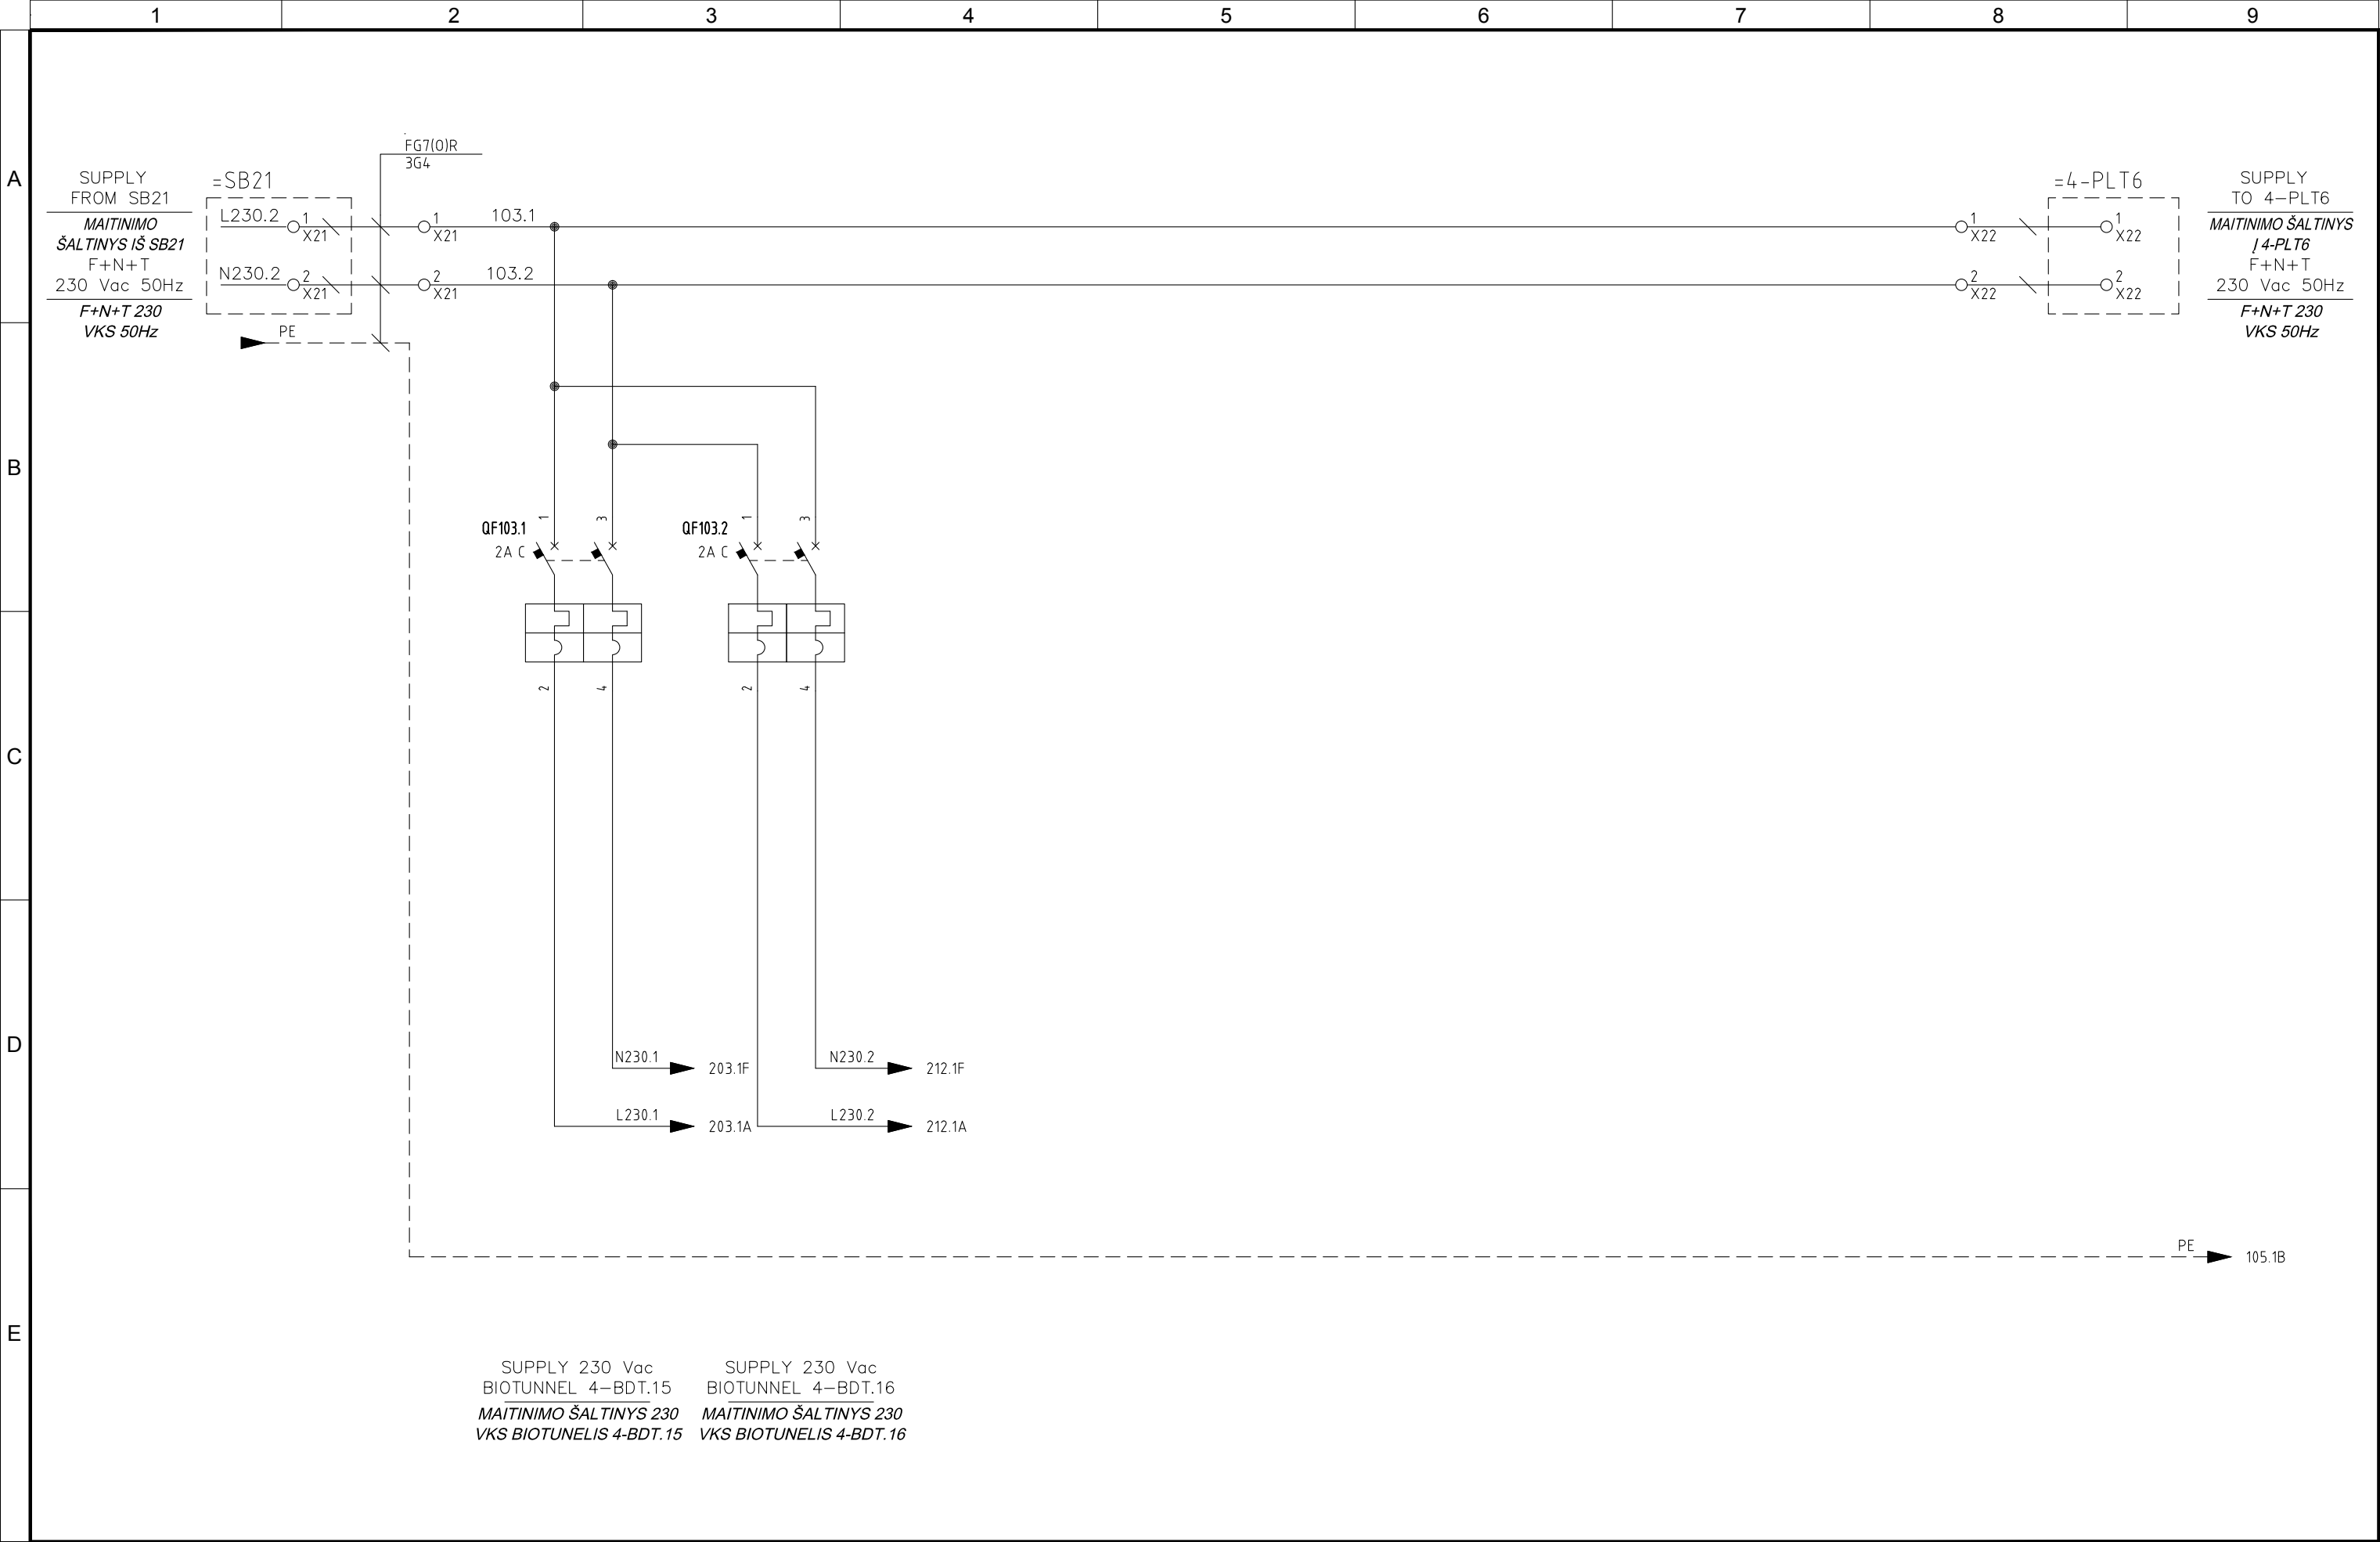 1 2 3 4 5 6 7 8 9
A
B
C
D
E
FG7(O)R
3G4
SUPPLY
FROM SB21
MAITINIMO
ŠALTINYS IŠ SB21
F+N+T
230 Vac 50Hz
F+N+T 230
VKS 50Hz
=SB21
L230.2
1
X21
1
X21
103.1
N230.2
2
X21
2
X21
103.2
PE
1
X22
2
X22
=4-PLT6
1
X22
2
X22
SUPPLY
TO 4-PLT6
MAITINIMO ŠALTINYS
Į 4-PLT6
F+N+T
230 Vac 50Hz
F+N+T 230
VKS 50Hz
QF103.1
2A C
1 3
2 4
QF103.2
2A C
1 3
2 4
N230.1 203.1F
N230.2 212.1F
L230.1 203.1A
L230.2 212.1A
PE 105.1B
SUPPLY 230 Vac
BIOTUNNEL 4-BDT.15
MAITINIMO ŠALTINYS 230
VKS BIOTUNELIS 4-BDT.15
SUPPLY 230 Vac
BIOTUNNEL 4-BDT.16
MAITINIMO ŠALTINYS 230
VKS BIOTUNELIS 4-BDT.16